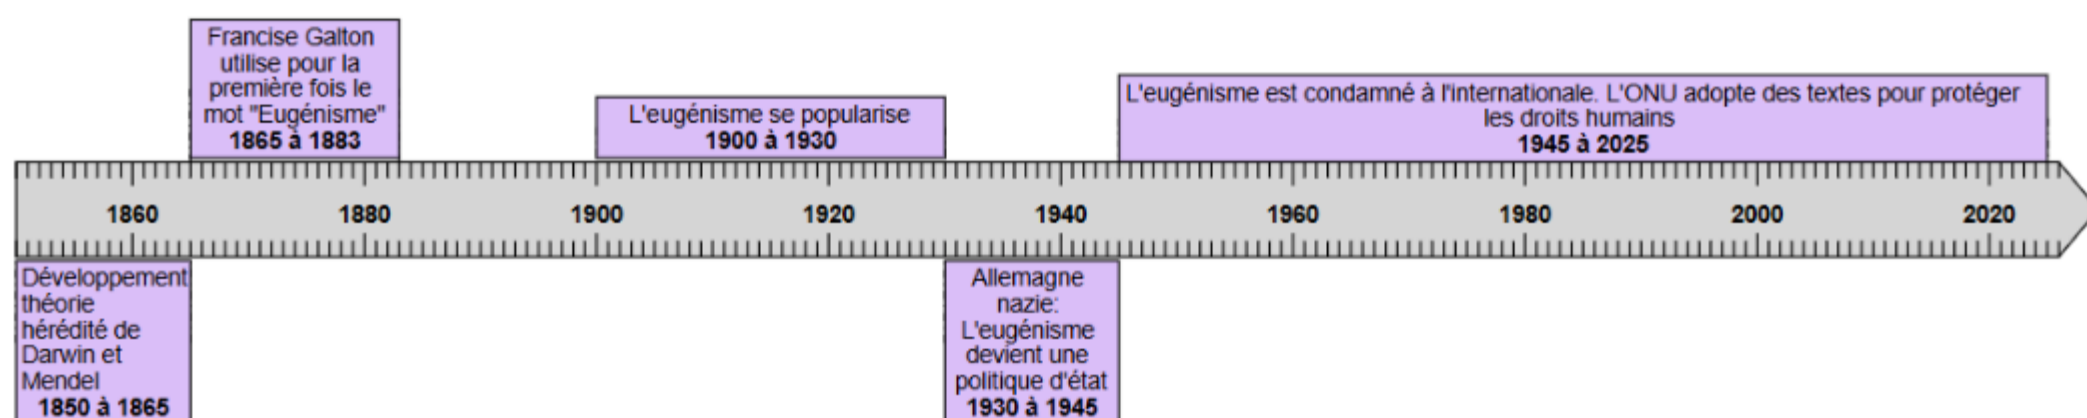 Francise Galton
utilise pour la
première fois le
mot "Eugénisme"
1865 à 1883
L'eugénisme se popularise
1900 à 1930
L'eugénisme est condamné à l'internationale. L'ONU adopte des textes pour protéger
les droits humains
1945 à 2025
1860 1880 1900 1920 1940 1960 1980 2000 2020
Développement
théorie
hérédité de
Darwin et
Mendel
1850 à 1865
Allemagne
nazie:
L'eugénisme
devient une
politique d'état
1930 à 1945